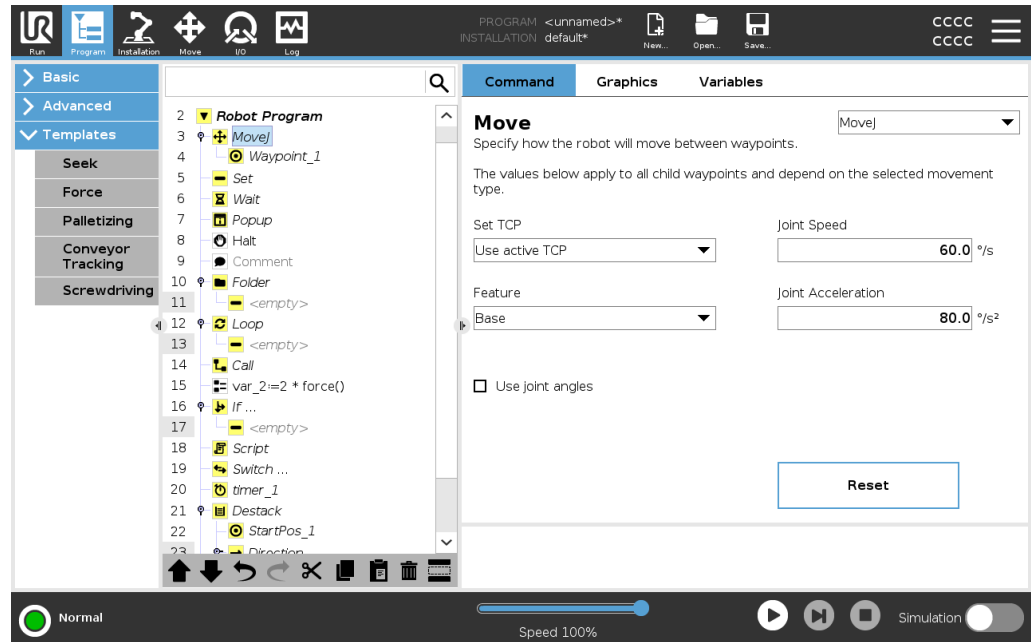 UR
Run
Program
Installation
Move
I/O
Log
PROGRAM <unnamed>*
INSTALLATION default*
New...
Open...
Save...
CCCC
CCCC
Basic
Advanced
Templates
Seek
Force
Palletizing
Conveyor
Tracking
Screwdriving
2 Robot Program
3 MoveJ
4 Waypoint_1
5 Set
6 Wait
7 Popup
8 Halt
9 Comment
10 Folder
11 <empty>
12 Loop
13 <empty>
14 Call
15 var_2:=2 * force()
16 If ...
17 <empty>
18 Script
19 Switch ...
20 timer_1
21 Destack
22 StartPos_1
23 Direction
Command Graphics Variables
Move
MoveJ
Specify how the robot will move between waypoints.
The values below apply to all child waypoints and depend on the selected movement
type.
Set TCP
Joint Speed
Use active TCP
60.0 °/s
Feature
Joint Acceleration
Base
80.0 °/s²
Use joint angles
Reset
Normal
Speed 100%
Simulation